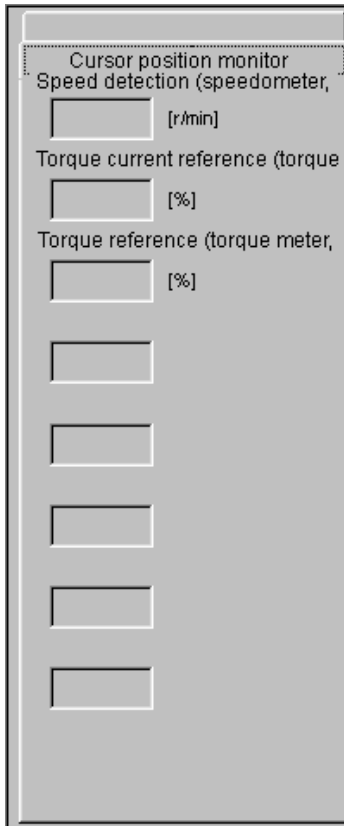 Cursor position monitor
Speed detection (speedometer,
[r/min]
Torque current reference (torque
[%]
Torque reference (torque meter,
[%]